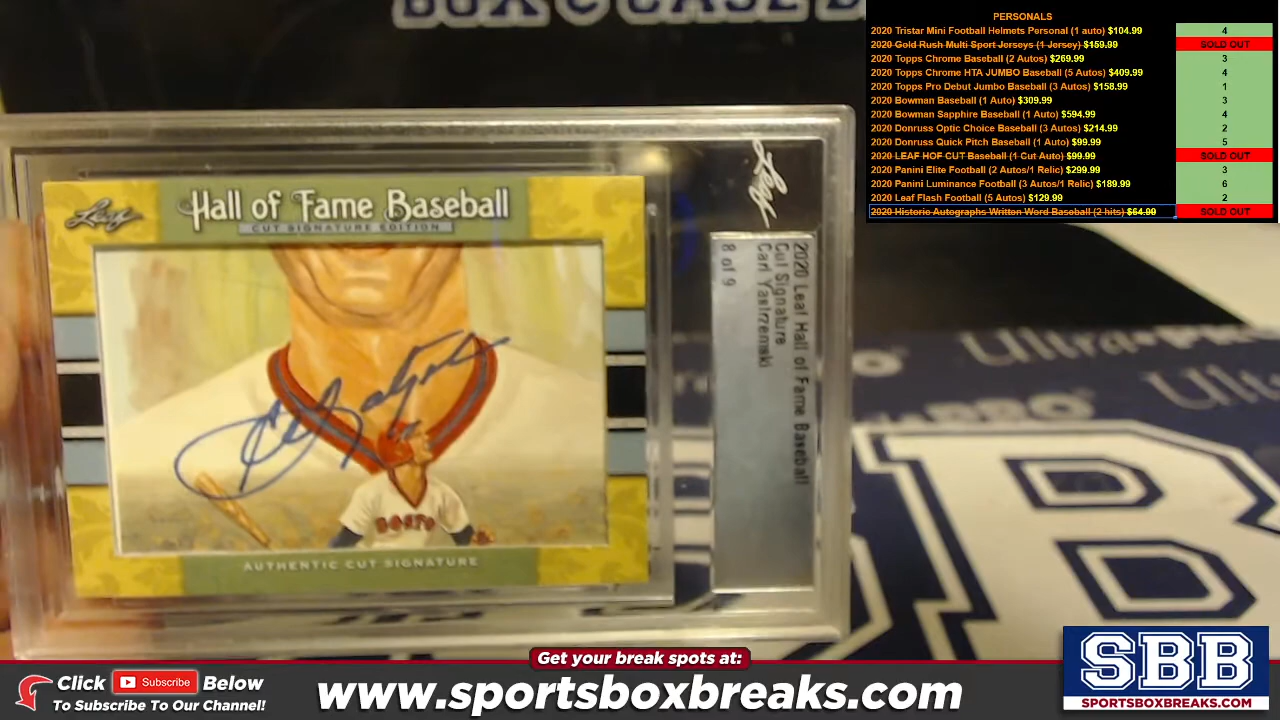 BOX & CASE B
PERSONALS
2020 Tristar Mini Football Helmets Personal (1 auto) $104.99 4
2020 Gold Rush Multi Sport Jerseys (1 Jersey) $159.99 SOLD OUT
2020 Topps Chrome Baseball (2 Autos) $269.99 3
2020 Topps Chrome HTA JUMBO Baseball (5 Autos) $409.99 4
2020 Topps Pro Debut Jumbo Baseball (3 Autos) $158.99 1
2020 Bowman Baseball (1 Auto) $309.99 3
2020 Bowman Sapphire Baseball (1 Auto) $594.99 4
2020 Donruss Optic Choice Baseball (3 Autos) $214.99 2
2020 Donruss Quick Pitch Baseball (1 Auto) $99.99 5
2020 LEAF HOF CUT Baseball (1 Cut Auto) $99.99 SOLD OUT
2020 Panini Elite Football (2 Autos/1 Relic) $299.99 3
2020 Panini Luminance Football (3 Autos/1 Relic) $189.99 6
2020 Leaf Flash Football (5 Autos) $129.99 2
2020 Historic Autographs Written Word Baseball (2 hits) $64.99 SOLD OUT
Leaf
Hall of Fame Baseball
CUT SIGNATURE EDITION
BOSTO
AUTHENTIC CUT SIGNATURE
Leaf
2020 Leaf Hall of Fame Baseball
Cut Signature
Carl Yastrzemski
8 of 9
Ultra PRO
Ultra
B
Get your break spots at:
Click Subscribe Below
To Subscribe To Our Channel!
www.sportsboxbreaks.com
SBB
SPORTSBOXBREAKS.COM